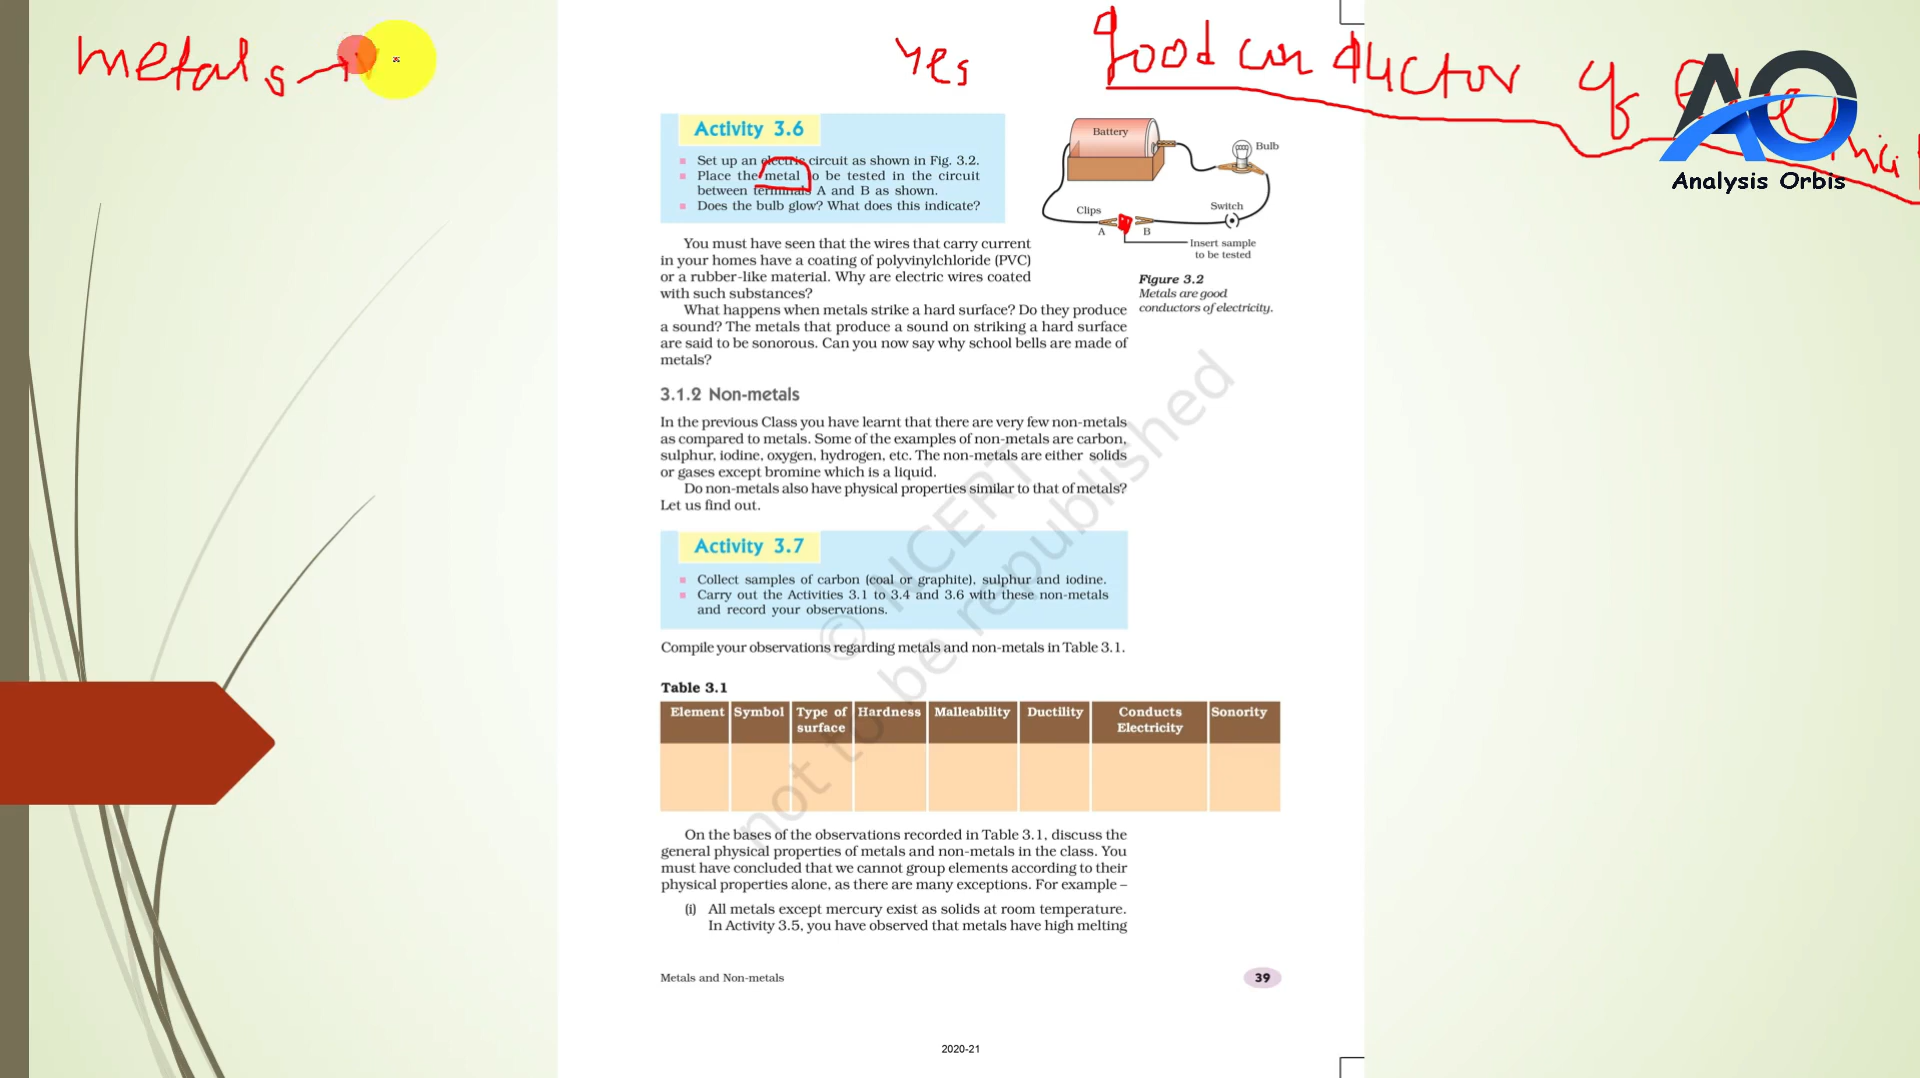 metals
yes
good conductor of
AO
Analysis Orbis
Activity 3.6
Set up an electric circuit as shown in Fig. 3.2.
Place the metal to be tested in the circuit
between terminals A and B as shown.
Does the bulb glow? What does this indicate?
Battery
Bulb
Clips
Switch
A
B
Insert sample
to be tested
Figure 3.2
Metals are good
conductors of electricity.
You must have seen that the wires that carry current
in your homes have a coating of polyvinylchloride (PVC)
or a rubber-like material. Why are electric wires coated
with such substances?
What happens when metals strike a hard surface? Do they produce
a sound? The metals that produce a sound on striking a hard surface
are said to be sonorous. Can you now say why school bells are made of
metals?
3.1.2 Non-metals
In the previous Class you have learnt that there are very few non-metals
as compared to metals. Some of the examples of non-metals are carbon,
sulphur, iodine, oxygen, hydrogen, etc. The non-metals are either solids
or gases except bromine which is a liquid.
Do non-metals also have physical properties similar to that of metals?
Let us find out.
Activity 3.7
Collect samples of carbon (coal or graphite), sulphur and iodine.
Carry out the Activities 3.1 to 3.4 and 3.6 with these non-metals
and record your observations.
Compile your observations regarding metals and non-metals in Table 3.1.
Table 3.1
Element Symbol Type of surface Hardness Malleability Ductility Conducts Electricity Sonority
On the bases of the observations recorded in Table 3.1, discuss the
general physical properties of metals and non-metals in the class. You
must have concluded that we cannot group elements according to their
physical properties alone, as there are many exceptions. For example –
(i) All metals except mercury exist as solids at room temperature.
In Activity 3.5, you have observed that metals have high melting
Metals and Non-metals
39
2020-21
© NCERT
not to be republished